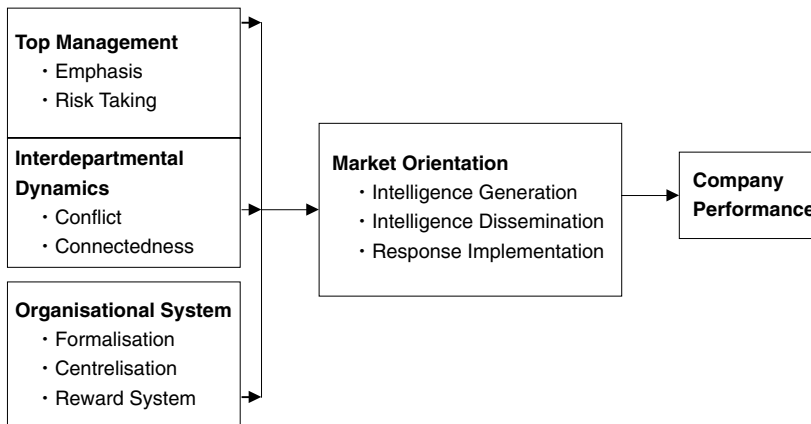 Top Management
・Emphasis
・Risk Taking
Interdepartmental
Dynamics
・Conflict
・Connectedness
Organisational System
・Formalisation
・Centrelisation
・Reward System
Market Orientation
・Intelligence Generation
・Intelligence Dissemination
・Response Implementation
Company
Performance